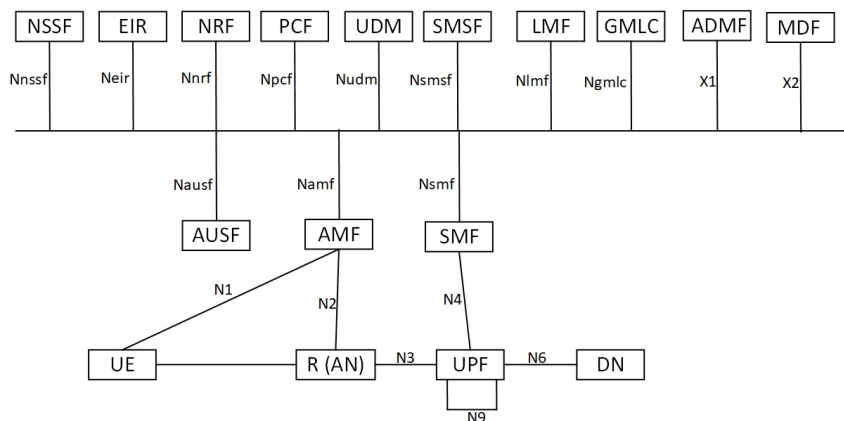 NSSF EIR NRF PCF UDM SMSF LMF GMLC ADMF MDF
Nnssf Neir Nnrf Npcf Nudm Nsmsf Nlmf Ngmlc X1 X2
Nausf Namf Nsmf
AUSF AMF SMF
N1 N2 N4
UE R (AN) N3 UPF N6 DN
N9